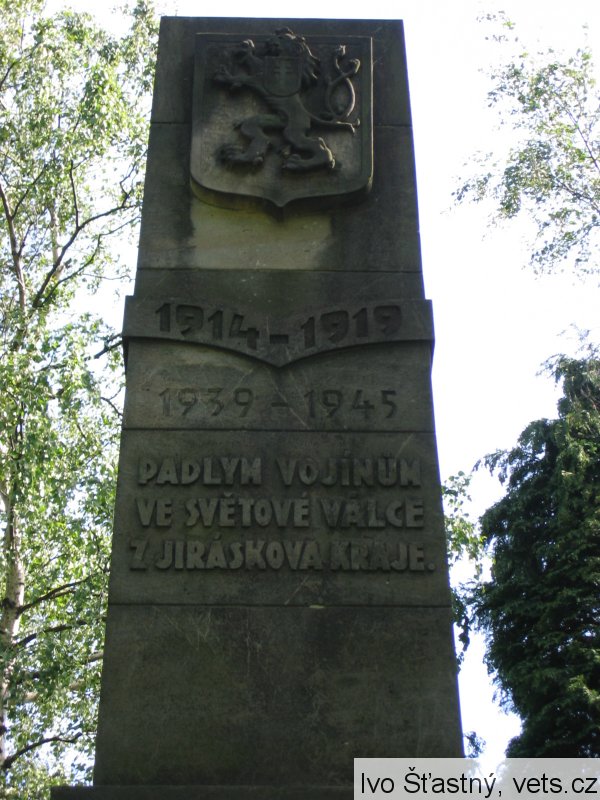 1914-1919
1939-1945
PADLÝM VOJÍNŮM
VE SVĚTOVÉ VÁLCE
Z JIRÁSKOVA KRAJE.
Ivo Šťastný, vets.cz